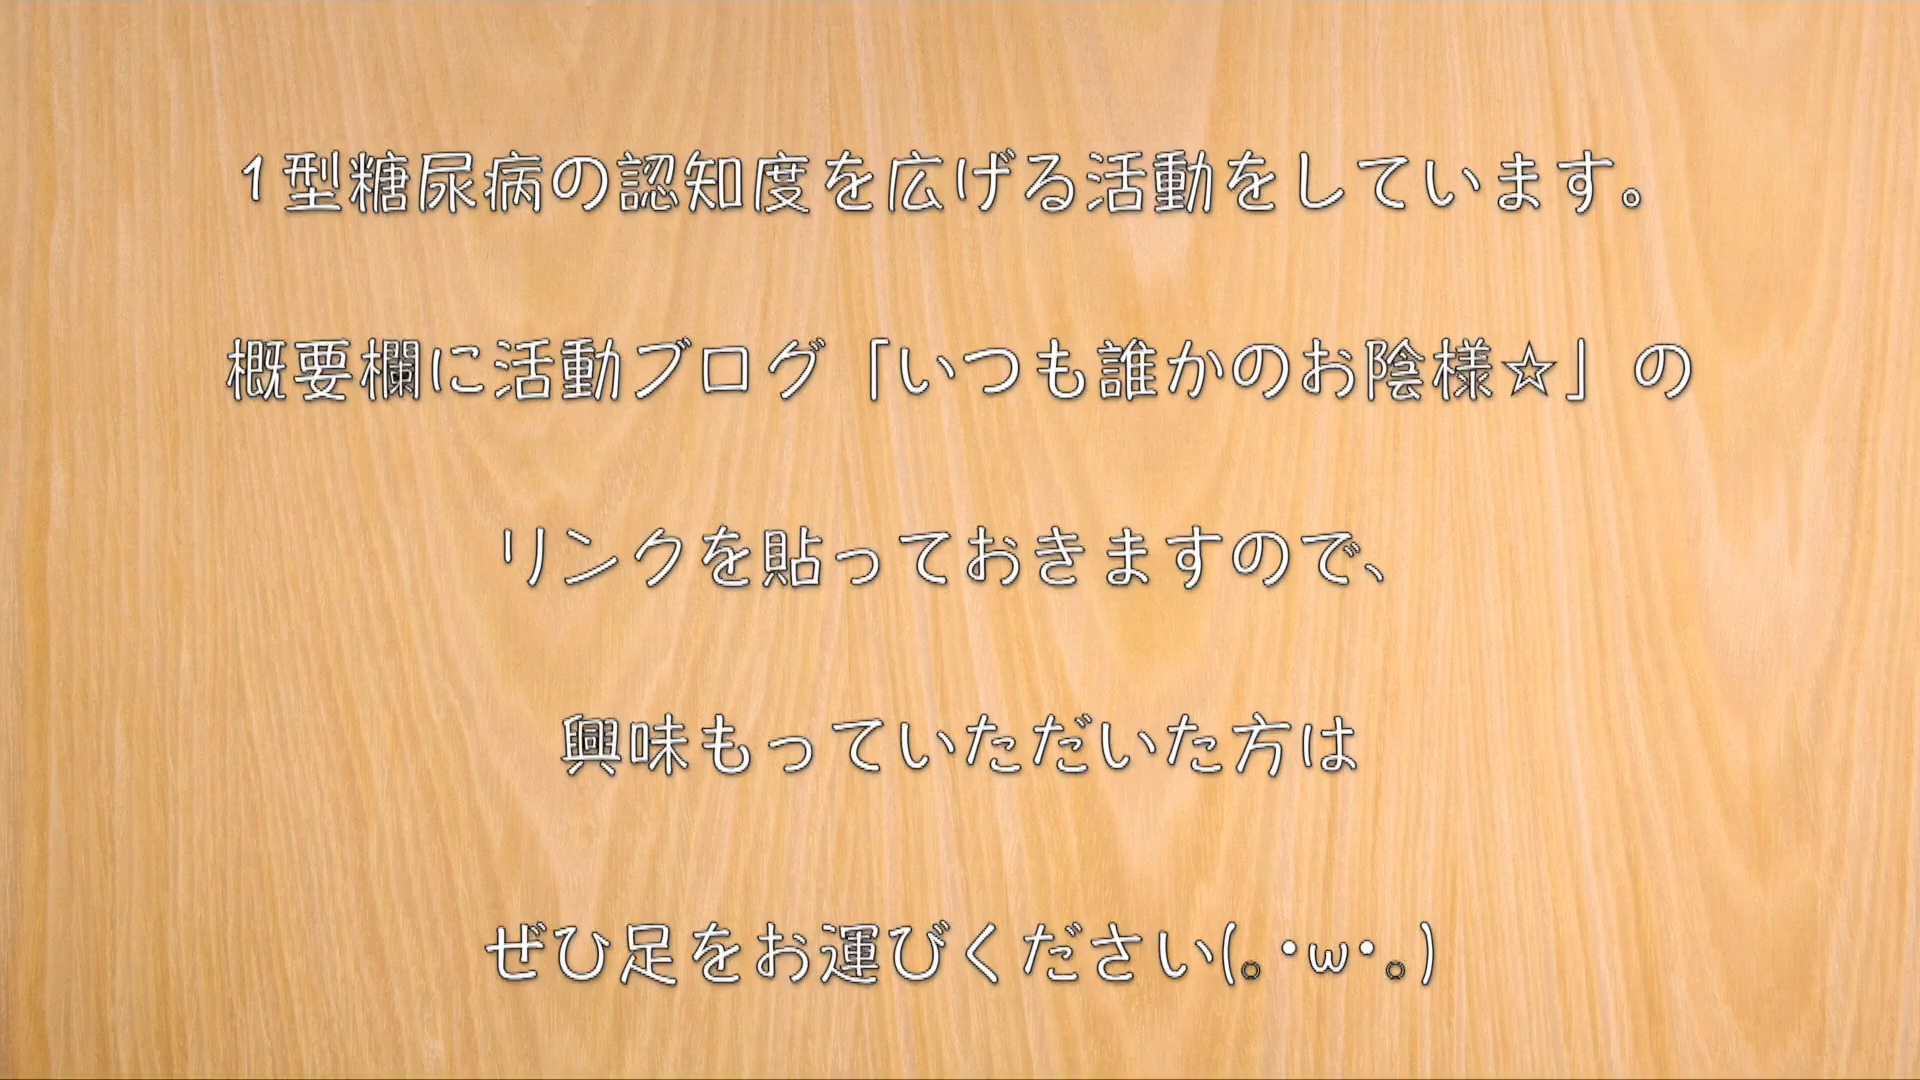 1型糖尿病の認知度を広げる活動をしています。
概要欄に活動ブログ「いつも誰かのお陰様☆」の
リンクを貼っておきますので、
興味もっていただいた方は
ぜひ足をお運びください(｡･ω･｡)